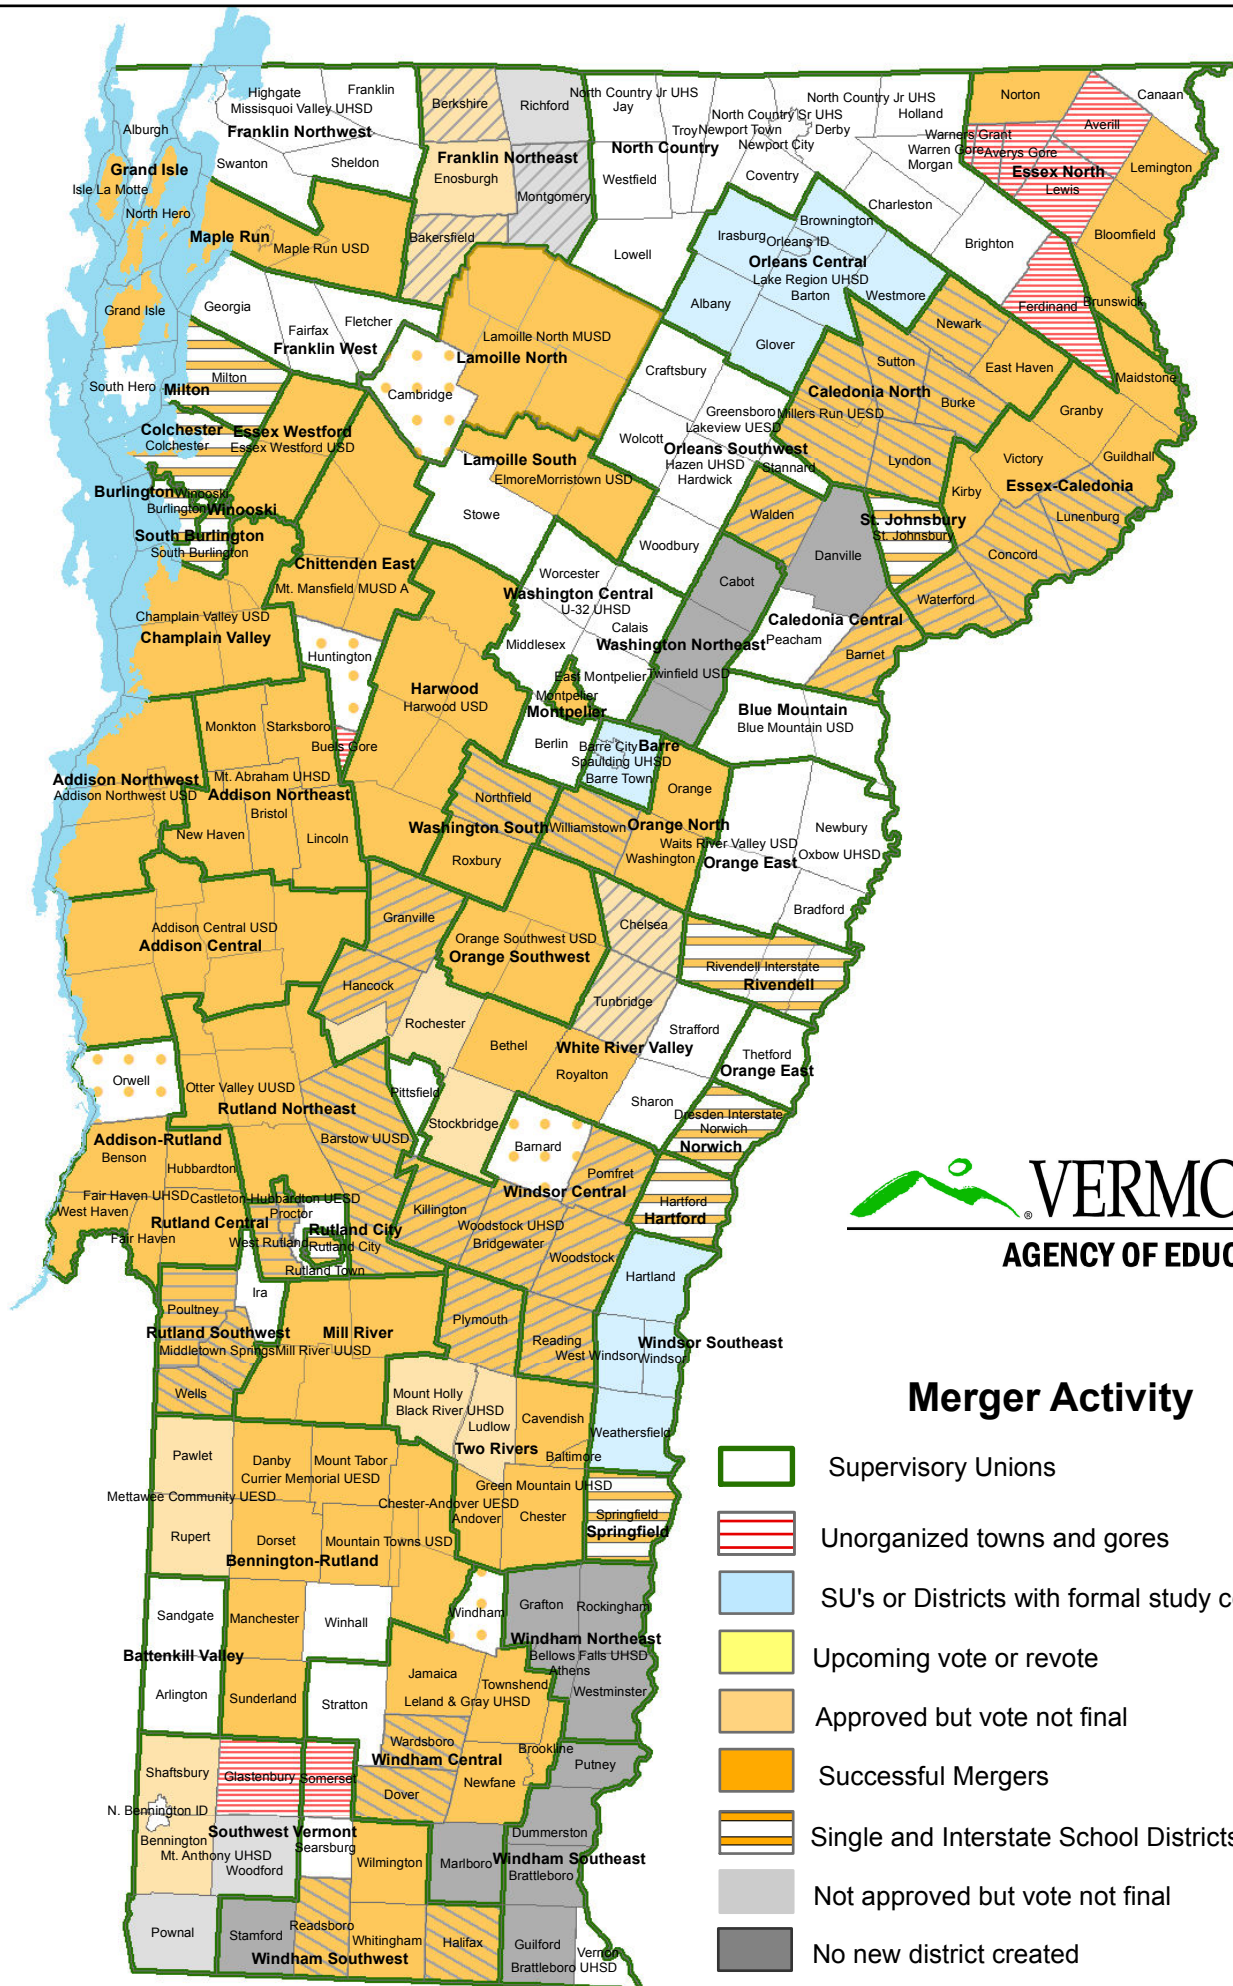 Highgate
Franklin
Missisquoi Valley UHSD
Franklin Northwest
Alburgh
Swanton
Sheldon
Berkshire
Richford
Franklin Northeast
Enosburgh
Montgomery
Bakersfield
North Country Jr UHS
Jay
North Country Sr UHS
Troy
Newport Town
Derby
Newport City
North Country
North Country Jr UHS
Holland
Westfield
Coventry
Lowell
Norton
Canaan
Averill
Warners Grant
Warren Gore
Averys Gore
Morgan
Essex North
Lewis
Lemington
Bloomfield
Charleston
Brighton
Ferdinand
Brunswick
Maidstone
Grand Isle
Isle La Motte
North Hero
Grand Isle
South Hero
Maple Run
Maple Run USD
Georgia
Fairfax
Fletcher
Franklin West
Milton
Milton
Colchester
Colchester
Essex Westford
Essex Westford USD
Burlington
Winooski
Burlington
Winooski
South Burlington
South Burlington
Cambridge
Lamoille North MUSD
Lamoille North
Lamoille South
Elmore
Morristown USD
Stowe
Irasburg
Orleans ID
Brownington
Orleans Central
Lake Region UHSD
Barton
Westmore
Albany
Glover
Craftsbury
Greensboro
Lakeview UESD
Wolcott
Orleans Southwest
Hazen UHSD
Hardwick
Stannard
Woodbury
Newark
Sutton
East Haven
Caledonia North
Burke
Millers Run UESD
Lyndon
Granby
Guildhall
Victory
Essex-Caledonia
Kirby
Lunenburg
Concord
Waterford
Walden
St. Johnsbury
St. Johnsbury
Danville
Cabot
Caledonia Central
Peacham
Barnet
Chittenden East
Mt. Mansfield MUSD A
Champlain Valley USD
Champlain Valley
Huntington
Worcester
Washington Central
U-32 UHSD
Calais
Middlesex
Washington Northeast
East Montpelier
Twinfield USD
Montpelier
Montpelier
Berlin
Barre City
Barre
Spaulding UHSD
Barre Town
Blue Mountain
Blue Mountain USD
Harwood
Harwood USD
Monkton
Starksboro
Buels Gore
Mt. Abraham UHSD
Addison Northwest
Addison Northwest USD
Addison Northeast
Bristol
New Haven
Lincoln
Northfield
Washington South
Roxbury
Williamstown
Orange
Orange North
Waits River Valley USD
Washington
Newbury
Oxbow UHSD
Orange East
Bradford
Granville
Addison Central USD
Addison Central
Hancock
Orange Southwest USD
Orange Southwest
Chelsea
Tunbridge
Rivendell Interstate
Rivendell
Rochester
Bethel
White River Valley
Strafford
Royalton
Thetford
Orange East
Sharon
Orwell
Otter Valley UUSD
Rutland Northeast
Pittsfield
Stockbridge
Barstow UUSD
Barnard
Dresden Interstate
Norwich
Norwich
Addison-Rutland
Benson
Hubbardton
Fair Haven UHSD
Castleton-Hubbardton UESD
West Haven
Proctor
Rutland Central
Rutland City
Fair Haven
West Rutland
Rutland City
Rutland Town
Pomfret
Windsor Central
Killington
Woodstock UHSD
Bridgewater
Woodstock
Hartford
Hartford
Hartland
Ira
Poultney
Rutland Southwest
Mill River
Middletown Springs
Mill River UUSD
Wells
Plymouth
Reading
West Windsor
Windsor
Windsor Southeast
VERMO
®
AGENCY OF EDUC
Mount Holly
Black River UHSD
Ludlow
Cavendish
Two Rivers
Baltimore
Weathersfield
Green Mountain UHSD
Pawlet
Danby
Mount Tabor
Currier Memorial UESD
Mettawee Community UESD
Chester-Andover UESD
Andover
Chester
Springfield
Springfield
Rupert
Dorset
Mountain Towns USD
Bennington-Rutland
Sandgate
Manchester
Winhall
Windham
Grafton
Rockingham
Windham Northeast
Bellows Falls UHSD
Athens
Westminster
Battenkill Valley
Arlington
Sunderland
Stratton
Jamaica
Townshend
Leland & Gray UHSD
Wardsboro
Windham Central
Brookline
Putney
Newfane
Dover
Shaftsbury
Glastenbury
Somerset
N. Bennington ID
Bennington
Southwest Vermont
Mt. Anthony UHSD
Searsburg
Woodford
Wilmington
Marlboro
Dummerston
Windham Southeast
Brattleboro
Pownal
Stamford
Readsboro
Whitingham
Halifax
Windham Southwest
Guilford
Vernon
Brattleboro UHSD
Merger Activity
Supervisory Unions
Unorganized towns and gores
SU's or Districts with formal study c
Upcoming vote or revote
Approved but vote not final
Successful Mergers
Single and Interstate School Districts
Not approved but vote not final
No new district created